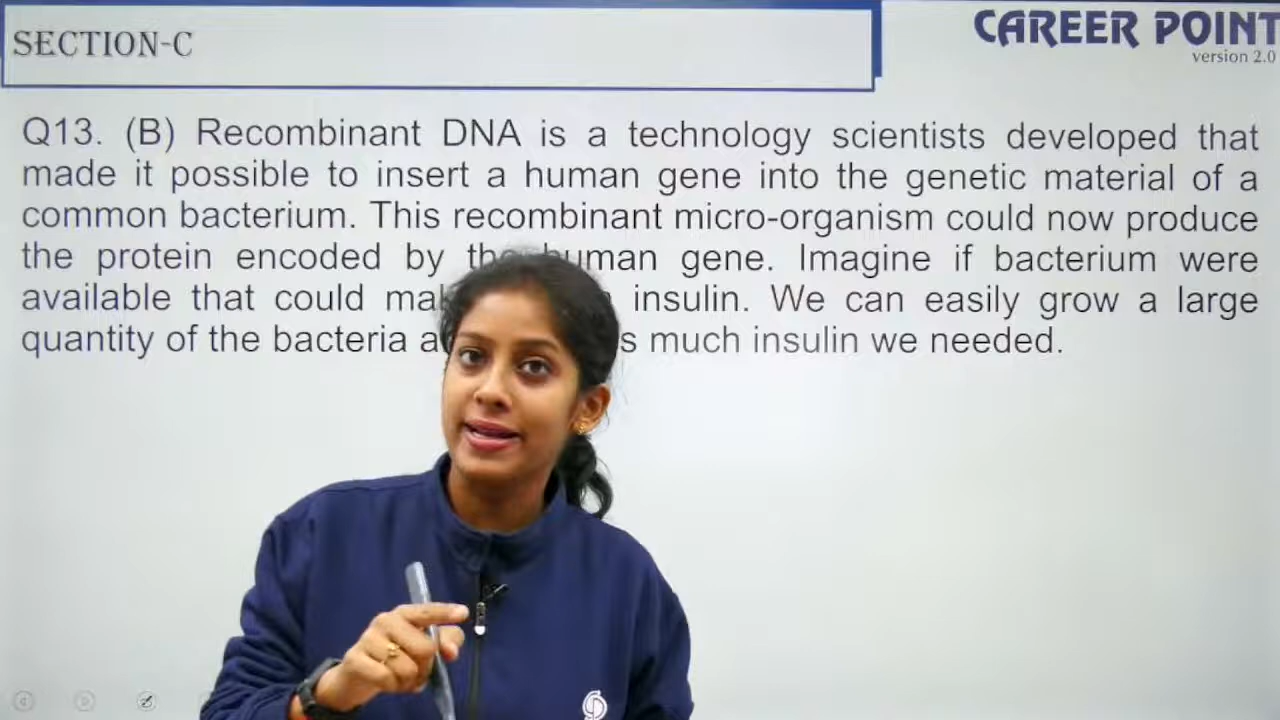 SECTION-C
CAREER POINT
version 2.0
Q13. (B) Recombinant DNA is a technology scientists developed that
made it possible to insert a human gene into the genetic material of a
common bacterium. This recombinant micro-organism could now produce
the protein encoded by the human gene. Imagine if bacterium were
available that could insulin. We can easily grow a large
quantity of the bacteria much insulin we needed.